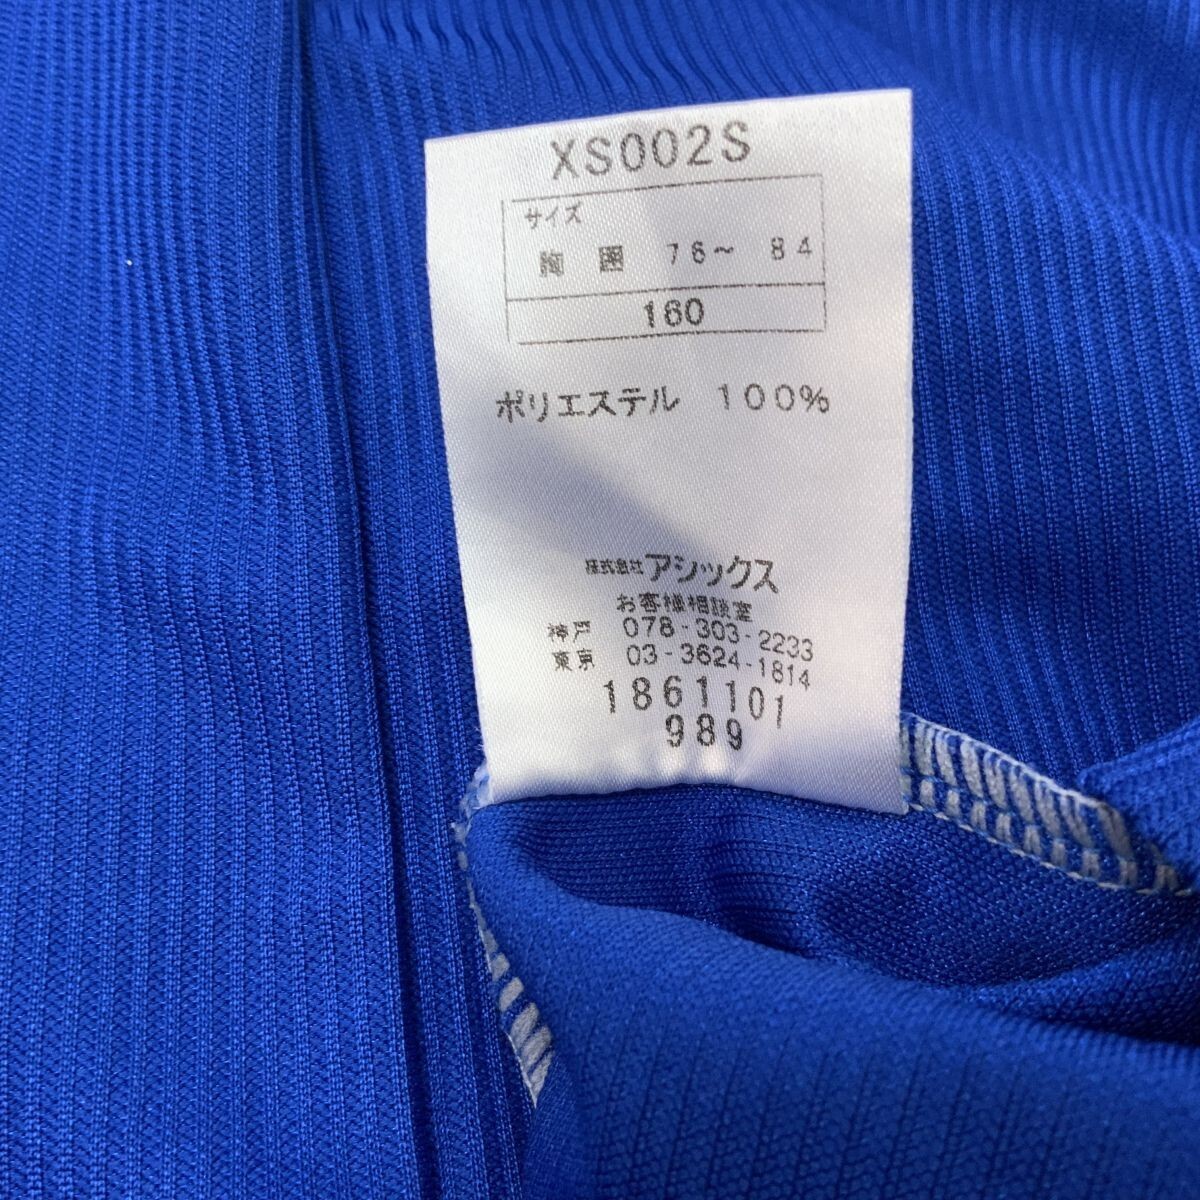 XS002S
サイズ
胸囲 76～ 84
160
ポリエステル 100%
株式会社アシックス
お客様相談室
神戸 078-303-2233
東京 03-3624-1814
1861101
989